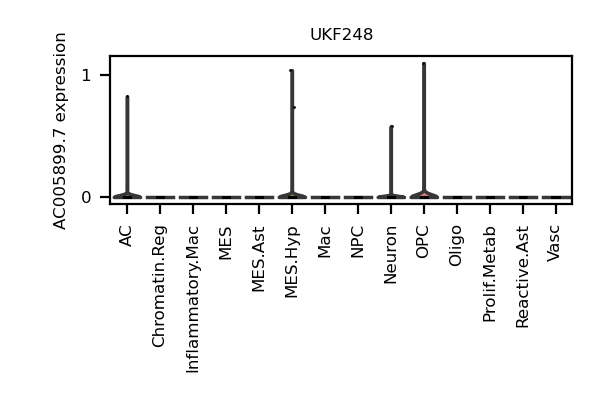 UKF248
AC005899.7 expression
1
0
AC
Chromatin.Reg
Inflammatory.Mac
MES
MES.Ast
MES.Hyp
Mac
NPC
Neuron
OPC
Oligo
Prolif.Metab
Reactive.Ast
Vasc